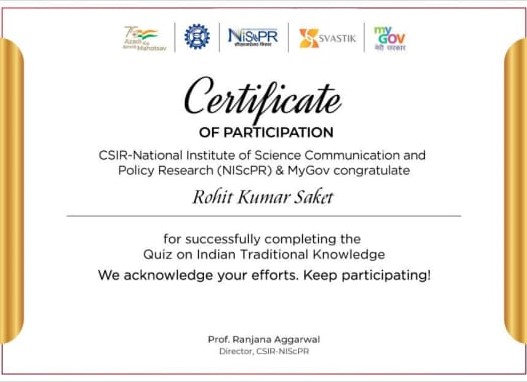 Azadi Ka
Amrit Mahotsav
NIScPR
SVASTIK
my
GOV
मेरी सरकार
Certificate
OF PARTICIPATION
CSIR-National Institute of Science Communication and
Policy Research (NIScPR) & MyGov congratulate
Rohit Kumar Saket
for successfully completing the
Quiz on Indian Traditional Knowledge
We acknowledge your efforts. Keep participating!
Prof. Ranjana Aggarwal
Director, CSIR-NIScPR